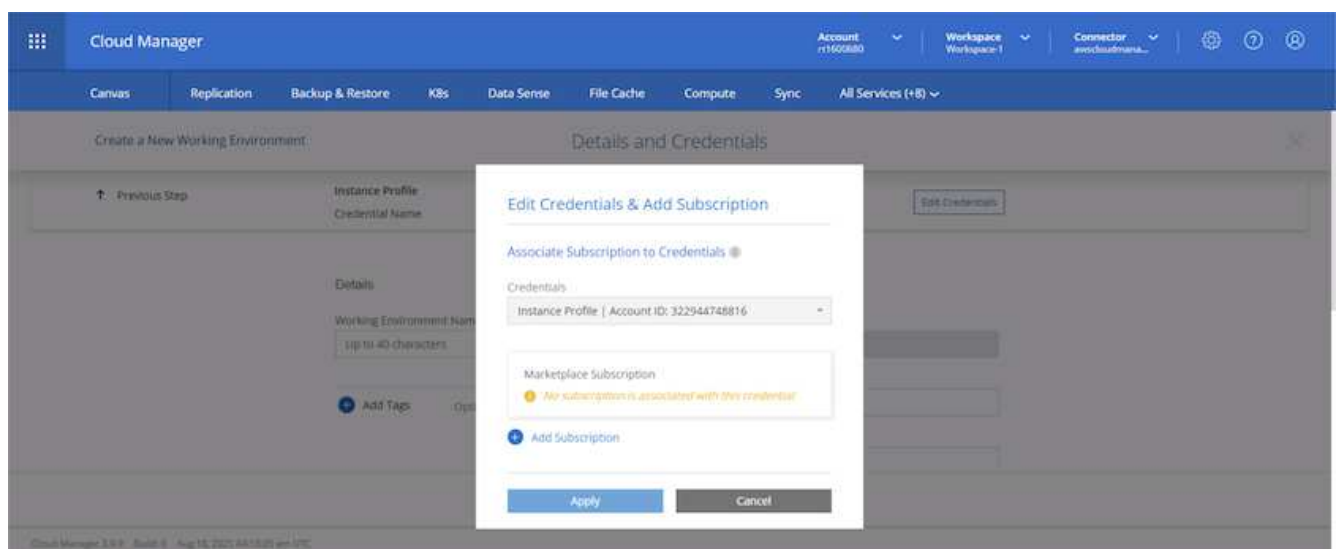 Cloud Manager
Account
rt1600680
Workspace
Workspace-1
Connector
awscloudmana...
Canvas Replication Backup & Restore K8s Data Sense File Cache Compute Sync All Services (+8)
Create a New Working Environment
Details and Credentials
↑ Previous Step
Instance Profile
Credential Name
Edit Credentials
Details
Working Environment Nam
Up to 40 characters
Add Tags
Edit Credentials & Add Subscription
Associate Subscription to Credentials
Credentials
Instance Profile | Account ID: 322944748816
Marketplace Subscription
No subscription is associated with this credential
Add Subscription
Apply Cancel